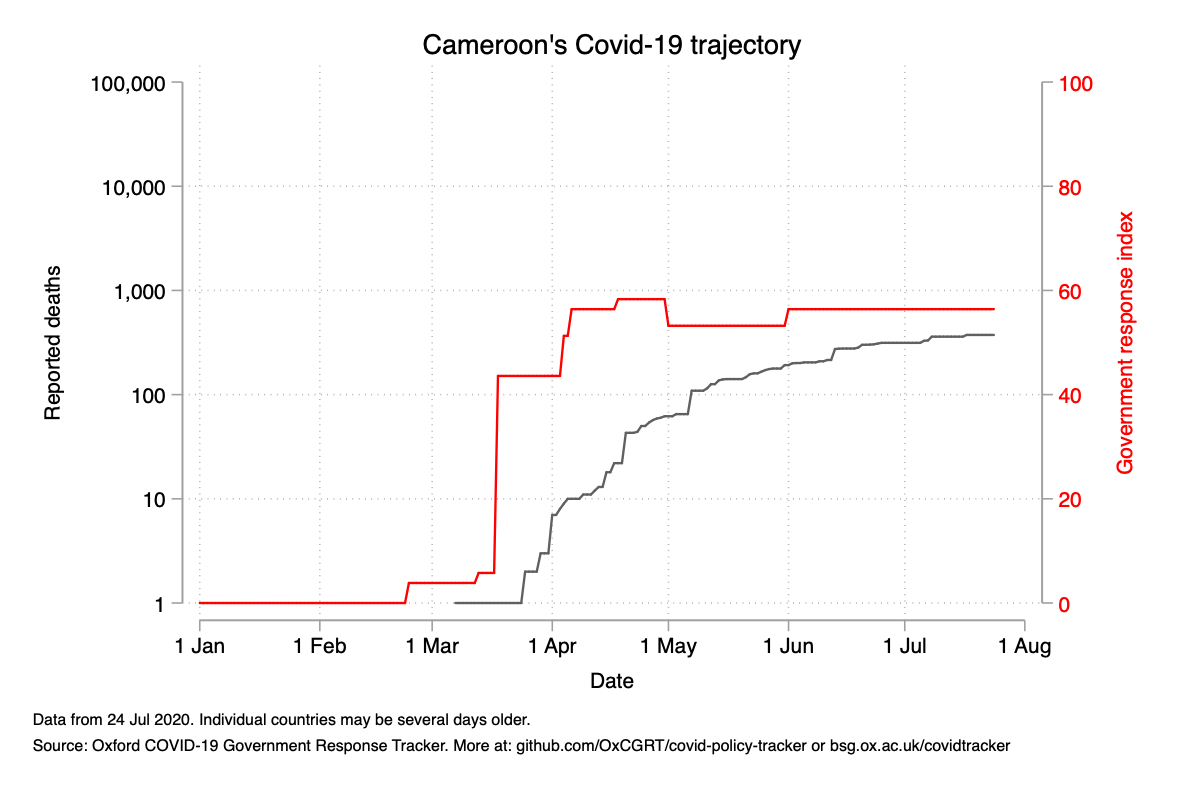 Cameroon's Covid-19 trajectory
100,000
10,000
1,000
100
10
1
Reported deaths
100
80
60
40
20
0
Government response index
1 Jan
1 Feb
1 Mar
1 Apr
1 May
1 Jun
1 Jul
1 Aug
Date
Data from 24 Jul 2020. Individual countries may be several days older.
Source: Oxford COVID-19 Government Response Tracker. More at: github.com/OxCGRT/covid-policy-tracker or bsg.ox.ac.uk/covidtracker